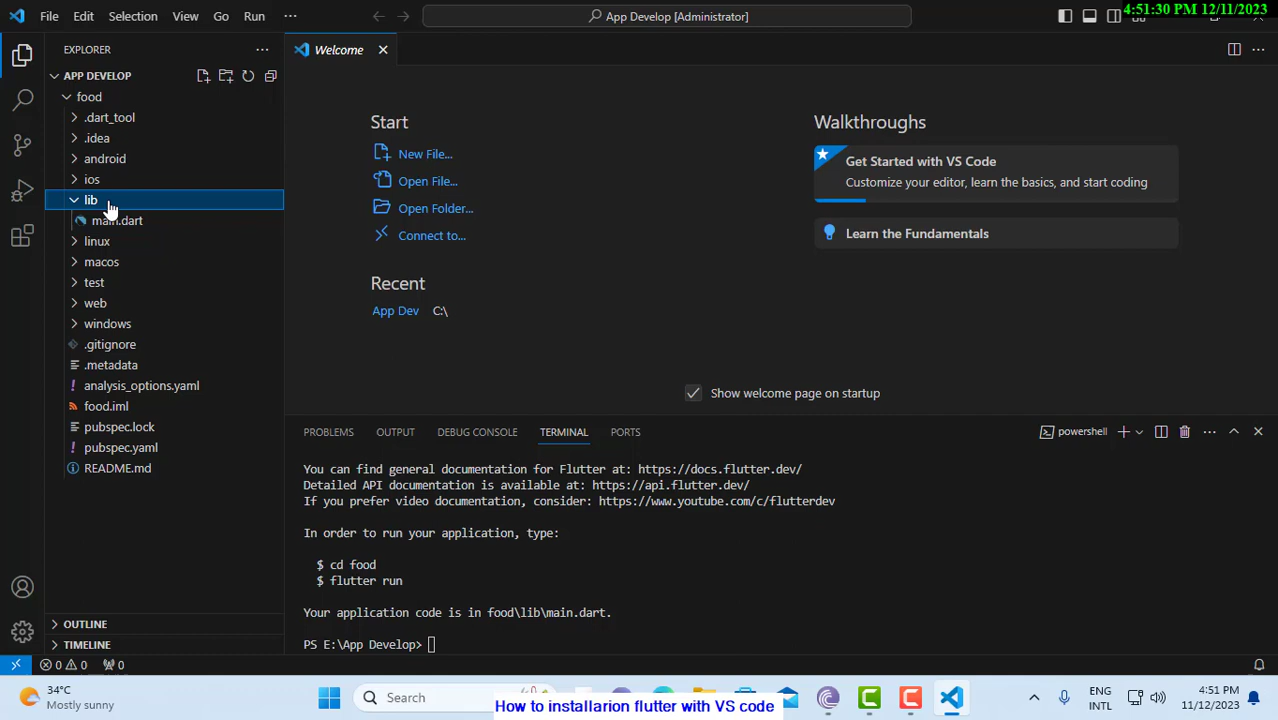 File Edit Selection View Go Run ···
App Develop [Administrator]
4:51:30 PM 12/11/2023
EXPLORER
Welcome
APP DEVELOP
food
.dart_tool
.idea
android
ios
lib
main.dart
linux
macos
test
web
windows
.gitignore
.metadata
analysis_options.yaml
food.iml
pubspec.lock
pubspec.yaml
README.md
OUTLINE
TIMELINE
Start
New File...
Open File...
Open Folder...
Connect to...
Recent
App Dev C:\
Walkthroughs
Get Started with VS Code
Customize your editor, learn the basics, and start coding
Learn the Fundamentals
Show welcome page on startup
PROBLEMS OUTPUT DEBUG CONSOLE TERMINAL PORTS
powershell
You can find general documentation for Flutter at: https://docs.flutter.dev/
Detailed API documentation is available at: https://api.flutter.dev/
If you prefer video documentation, consider: https://www.youtube.com/c/flutterdev
In order to run your application, type:
$ cd food
$ flutter run
Your application code is in food\lib\main.dart.
PS E:\App Develop>
0 0 0
34°C
Mostly sunny
Search
How to installarion flutter with VS code
ENG
INTL
4:51 PM
11/12/2023